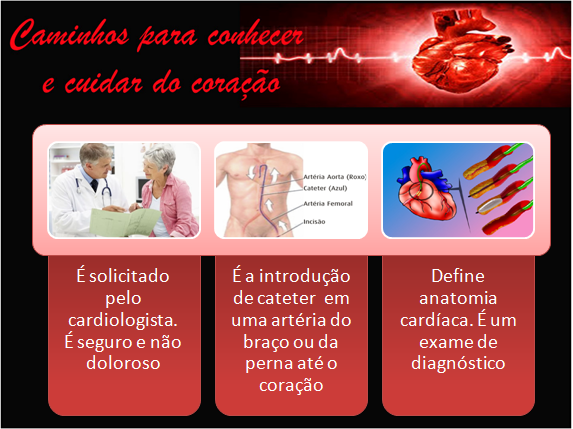 Caminhos para conhecer
e cuidar do coração
Artéria Aorta (Roxo)
Cateter (Azul)
Artéria Femoral
Incisão
É solicitado
pelo
cardiologista.
É seguro e não
doloroso
É a introdução
de cateter em
uma artéria do
braço ou da
perna até o
coração
Define
anatomia
cardíaca. É um
exame de
diagnóstico